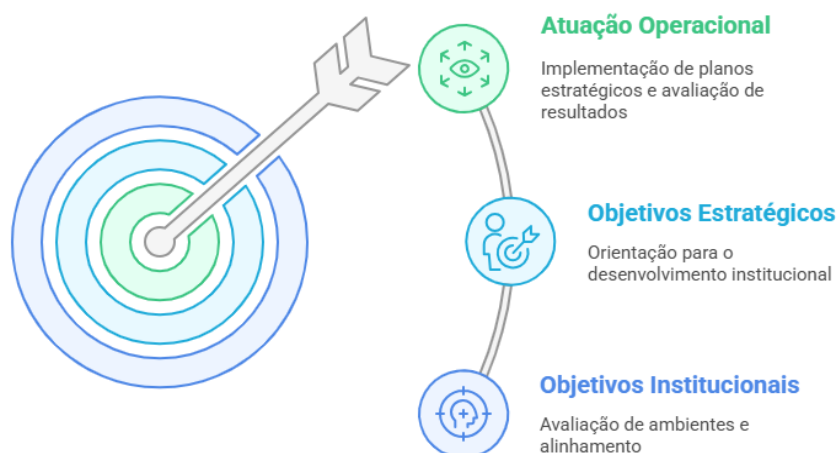 Atuação Operacional
Implementação de planos
estratégicos e avaliação de
resultados
Objetivos Estratégicos
Orientação para o
desenvolvimento institucional
Objetivos Institucionais
Avaliação de ambientes e
alinhamento